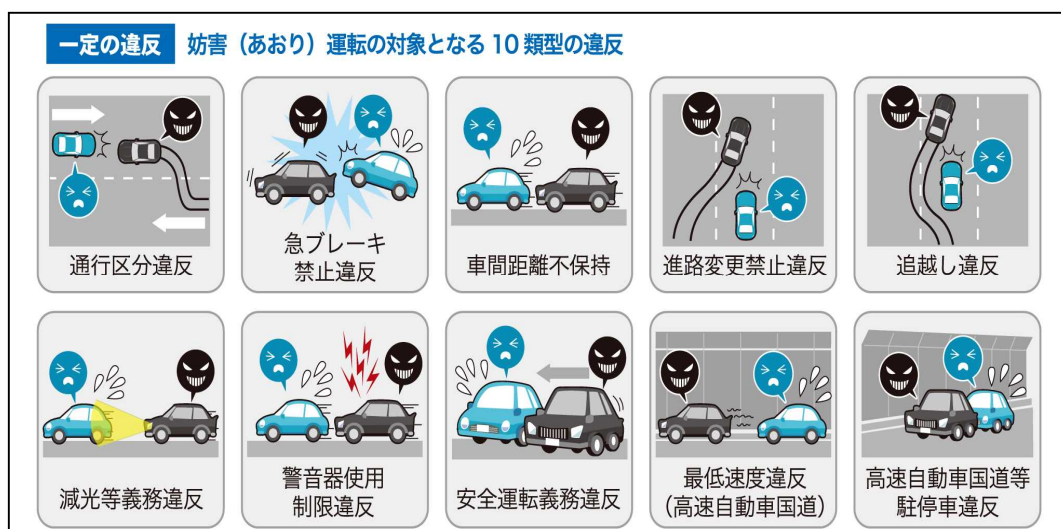 一定の違反 妨害（あおり）運転の対象となる 10 類型の違反
通行区分違反
急ブレーキ
禁止違反
車間距離不保持
進路変更禁止違反
追越し違反
減光等義務違反
警音器使用
制限違反
安全運転義務違反
最低速度違反
（高速自動車国道）
高速自動車国道等
駐停車違反